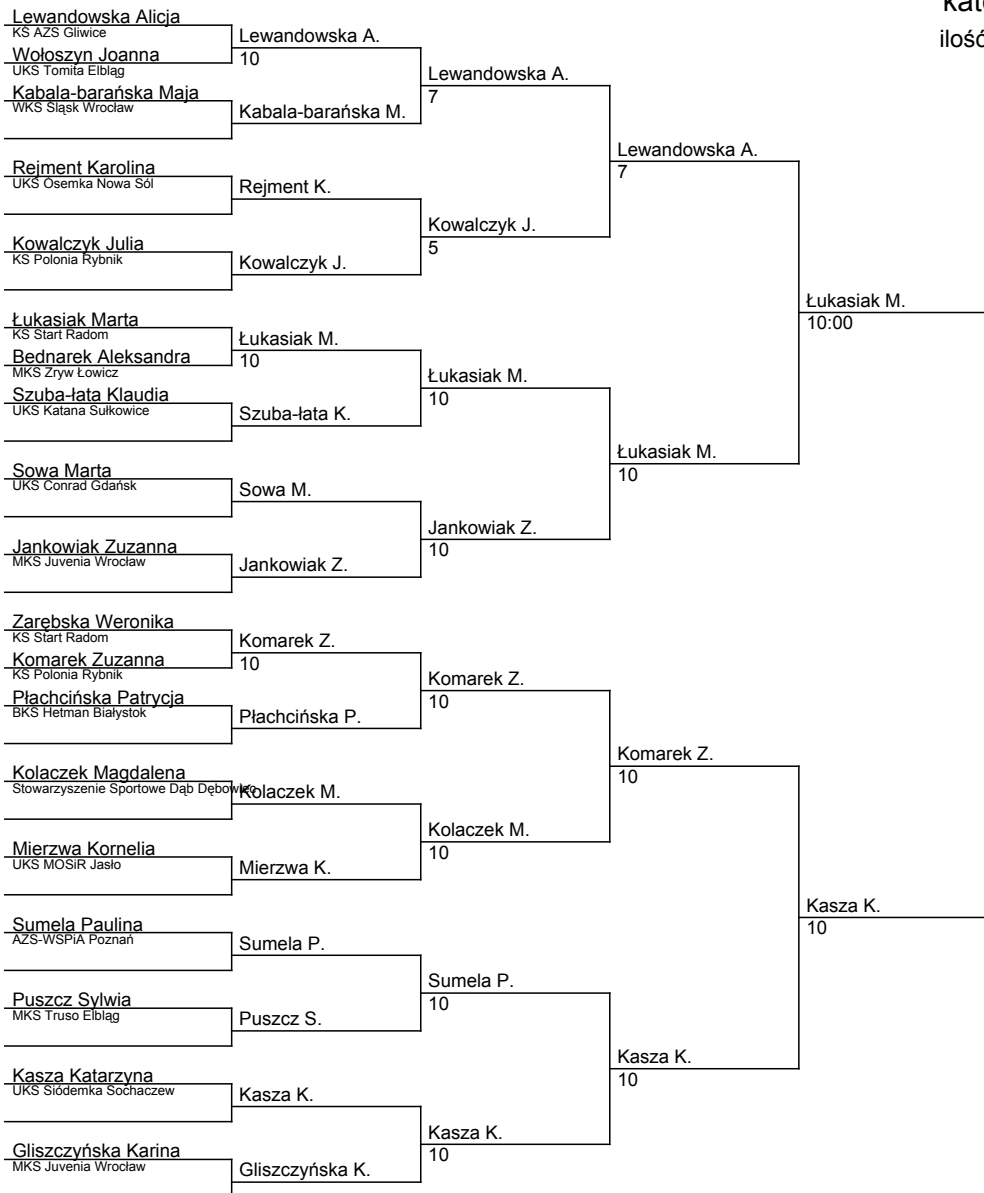 kate
ilość
Lewandowska Alicja
KS AZS Gliwice
Wołoszyn Joanna
UKS Tomita Elbląg
Kabala-barańska Maja
WKS Śląsk Wrocław
Rejment Karolina
UKS Ósemka Nowa Sól
Kowalczyk Julia
KS Polonia Rybnik
Łukasiak Marta
KS Start Radom
Bednarek Aleksandra
MKS Zryw Łowicz
Szuba-łata Klaudia
UKS Katana Sułkowice
Sowa Marta
UKS Conrad Gdańsk
Jankowiak Zuzanna
MKS Juvenia Wrocław
Zarębska Weronika
KS Start Radom
Komarek Zuzanna
KS Polonia Rybnik
Płachcińska Patrycja
BKS Hetman Białystok
Kolaczek Magdalena
Stowarzyszenie Sportowe Dąb Dębowiec
Mierzwa Kornelia
UKS MOSiR Jasło
Sumela Paulina
AZS-WSPiA Poznań
Puszcz Sylwia
MKS Truso Elbląg
Kasza Katarzyna
UKS Siódemka Sochaczew
Gliszczyńska Karina
MKS Juvenia Wrocław
Lewandowska A.
10
Kabala-barańska M.
Rejment K.
Kowalczyk J.
Łukasiak M.
10
Szuba-łata K.
Sowa M.
Jankowiak Z.
Komarek Z.
10
Płachcińska P.
Kolaczek M.
Mierzwa K.
Sumela P.
Puszcz S.
Kasza K.
Gliszczyńska K.
Lewandowska A.
7
Kowalczyk J.
5
Łukasiak M.
10
Jankowiak Z.
10
Komarek Z.
10
Kolaczek M.
10
Sumela P.
10
Kasza K.
10
Lewandowska A.
7
Łukasiak M.
10
Komarek Z.
10
Kasza K.
10
Łukasiak M.
10:00
Kasza K.
10